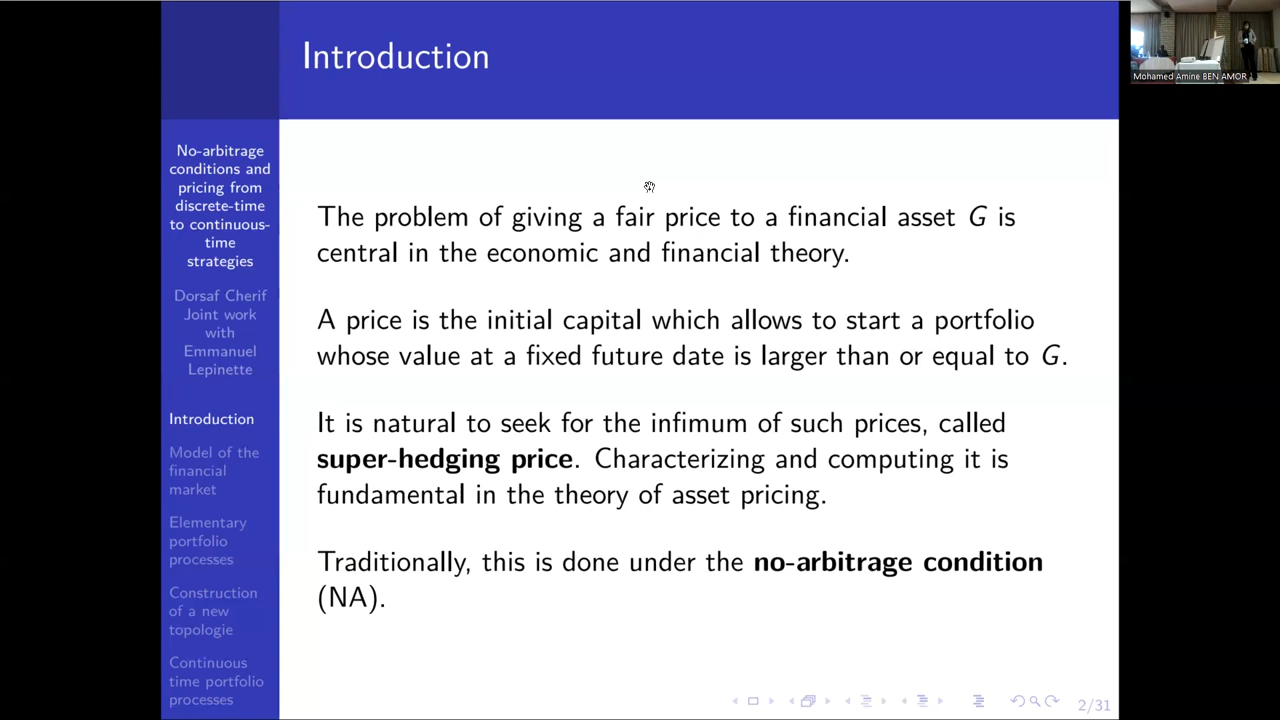 Introduction
Mohamed Amine BEN AMOR
No-arbitrage
conditions and
pricing from
discrete-time
to continuous-
time
strategies
Dorsaf Cherif
Joint work
with
Emmanuel
Lepinette
Introduction
Model of the
financial
market
Elementary
portfolio
processes
Construction
of a new
topologie
Continuous
time portfolio
processes
The problem of giving a fair price to a financial asset G is
central in the economic and financial theory.
A price is the initial capital which allows to start a portfolio
whose value at a fixed future date is larger than or equal to G.
It is natural to seek for the infimum of such prices, called
super-hedging price. Characterizing and computing it is
fundamental in the theory of asset pricing.
Traditionally, this is done under the no-arbitrage condition
(NA).
2/31